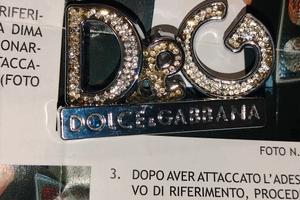 RIFERI-
A DIMA
ONAR-
TACCA-
(FOTO
D&G
DOLCE&GABBANA
FOTO N.
3. DOPO AVER ATTACCATO L'ADES
VO DI RIFERIMENTO, PROCED